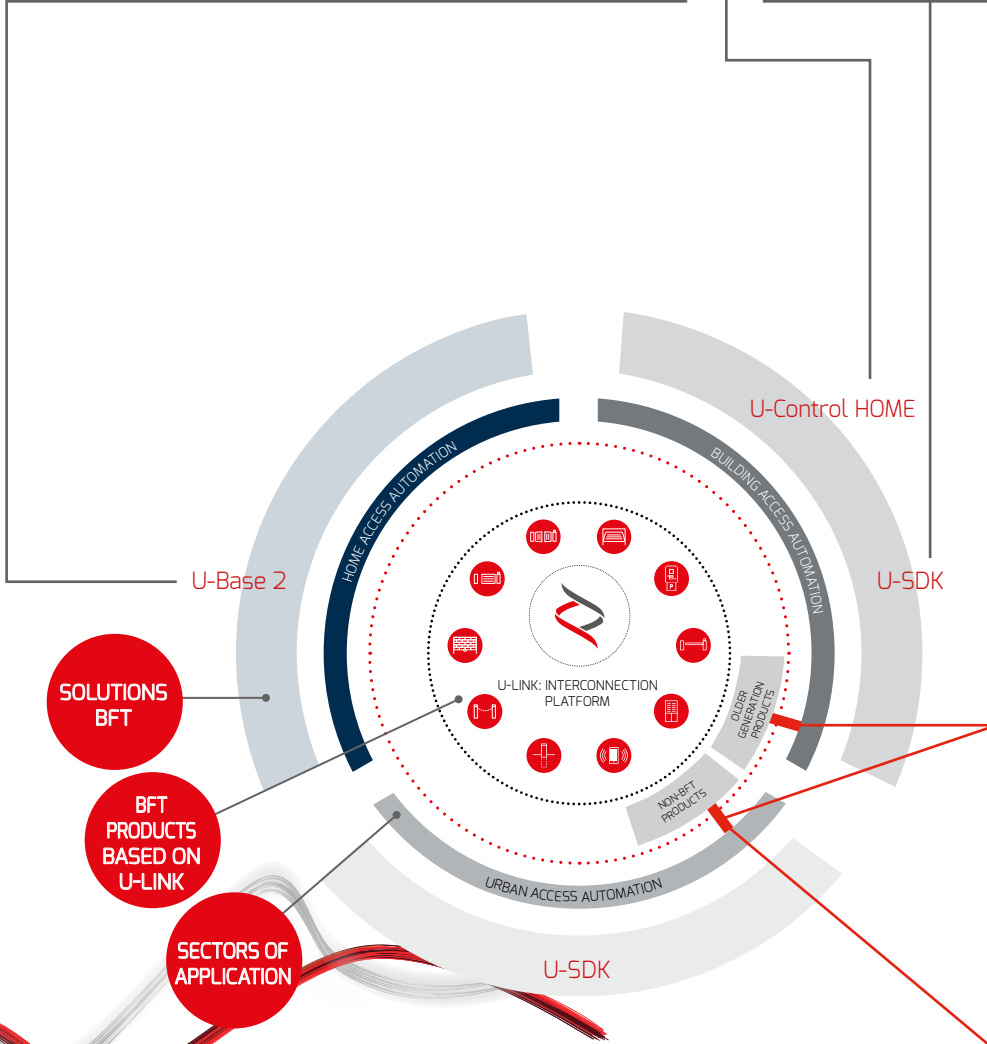 U-Control HOME
HOME ACCESS AUTOMATION
BUILDING ACCESS AUTOMATION
U-Base 2
U-SDK
P
SOLUTIONS
BFT
U-LINK: INTERCONNECTION
PLATFORM
OLDER
GENERATION
PRODUCTS
NON-BFT
PRODUCTS
BFT
PRODUCTS
BASED ON
U-LINK
URBAN ACCESS AUTOMATION
SECTORS OF
APPLICATION
U-SDK